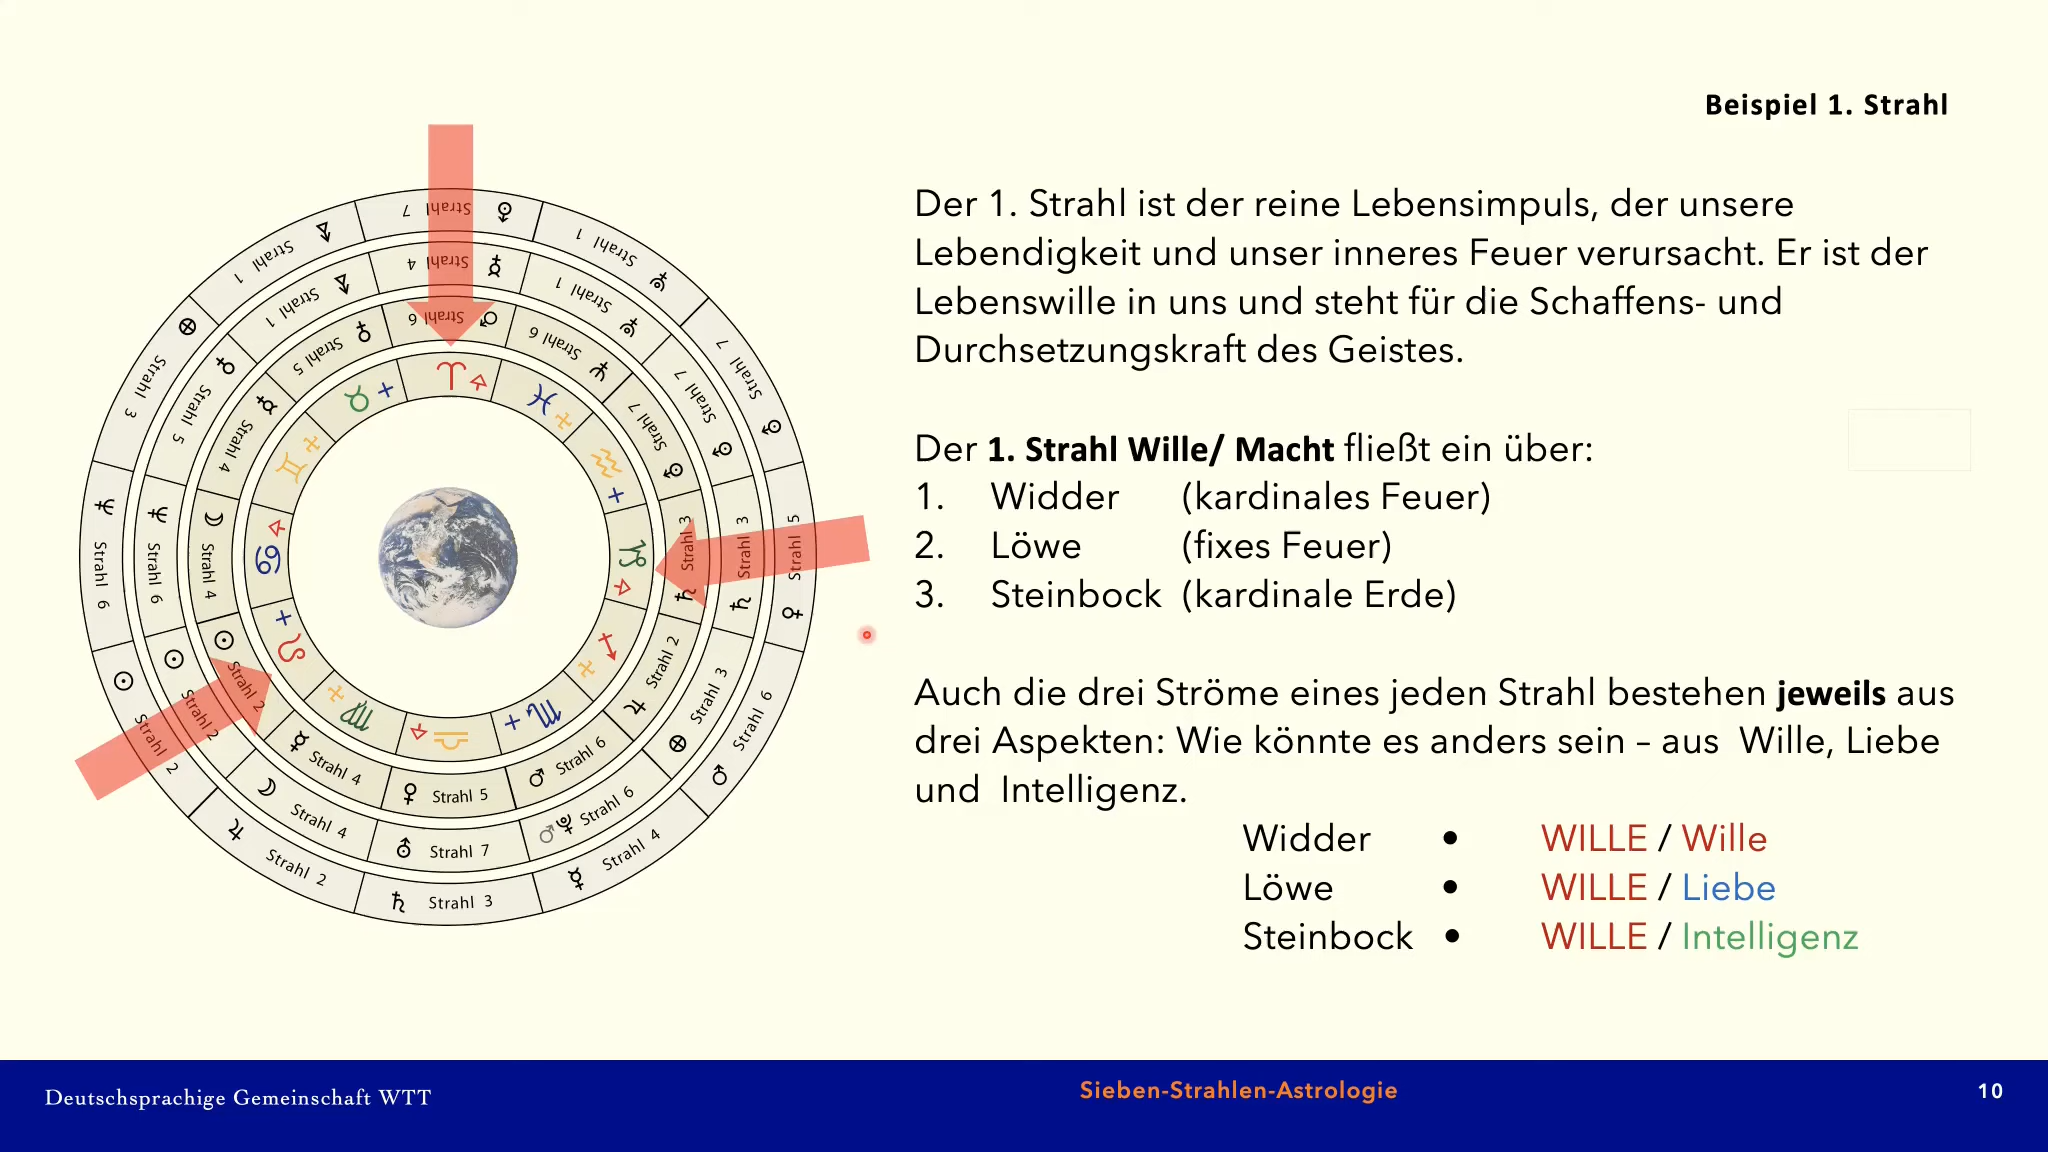 Beispiel 1. Strahl
Der 1. Strahl ist der reine Lebensimpuls, der unsere
Lebendigkeit und unser inneres Feuer verursacht. Er ist der
Lebenswille in uns und steht für die Schaffens- und
Durchsetzungskraft des Geistes.
Der 1. Strahl Wille/ Macht fließt ein über:
1. Widder (kardinales Feuer)
2. Löwe (fixes Feuer)
3. Steinbock (kardinale Erde)
Auch die drei Ströme eines jeden Strahl bestehen jeweils aus
drei Aspekten: Wie könnte es anders sein – aus Wille, Liebe
und Intelligenz.
Widder • WILLE / Wille
Löwe • WILLE / Liebe
Steinbock • WILLE / Intelligenz
Strahl 7
Strahl 1
Strahl 7
Strahl 5
Strahl 6
Strahl 4
Strahl 3
Strahl 2
Strahl 2
Strahl 6
Strahl 3
Strahl 1
Strahl 4
Strahl 1
Strahl 7
Strahl 3
Strahl 3
Strahl 6
Strahl 7
Strahl 4
Strahl 2
Strahl 6
Strahl 5
Strahl 1
Strahl 6
Strahl 6
Strahl 7
Strahl 3
Strahl 2
Strahl 6
Strahl 5
Strahl 4
Strahl 2
Strahl 4
Strahl 4
Strahl 5
Deutschsprachige Gemeinschaft WTT
Sieben-Strahlen-Astrologie
10